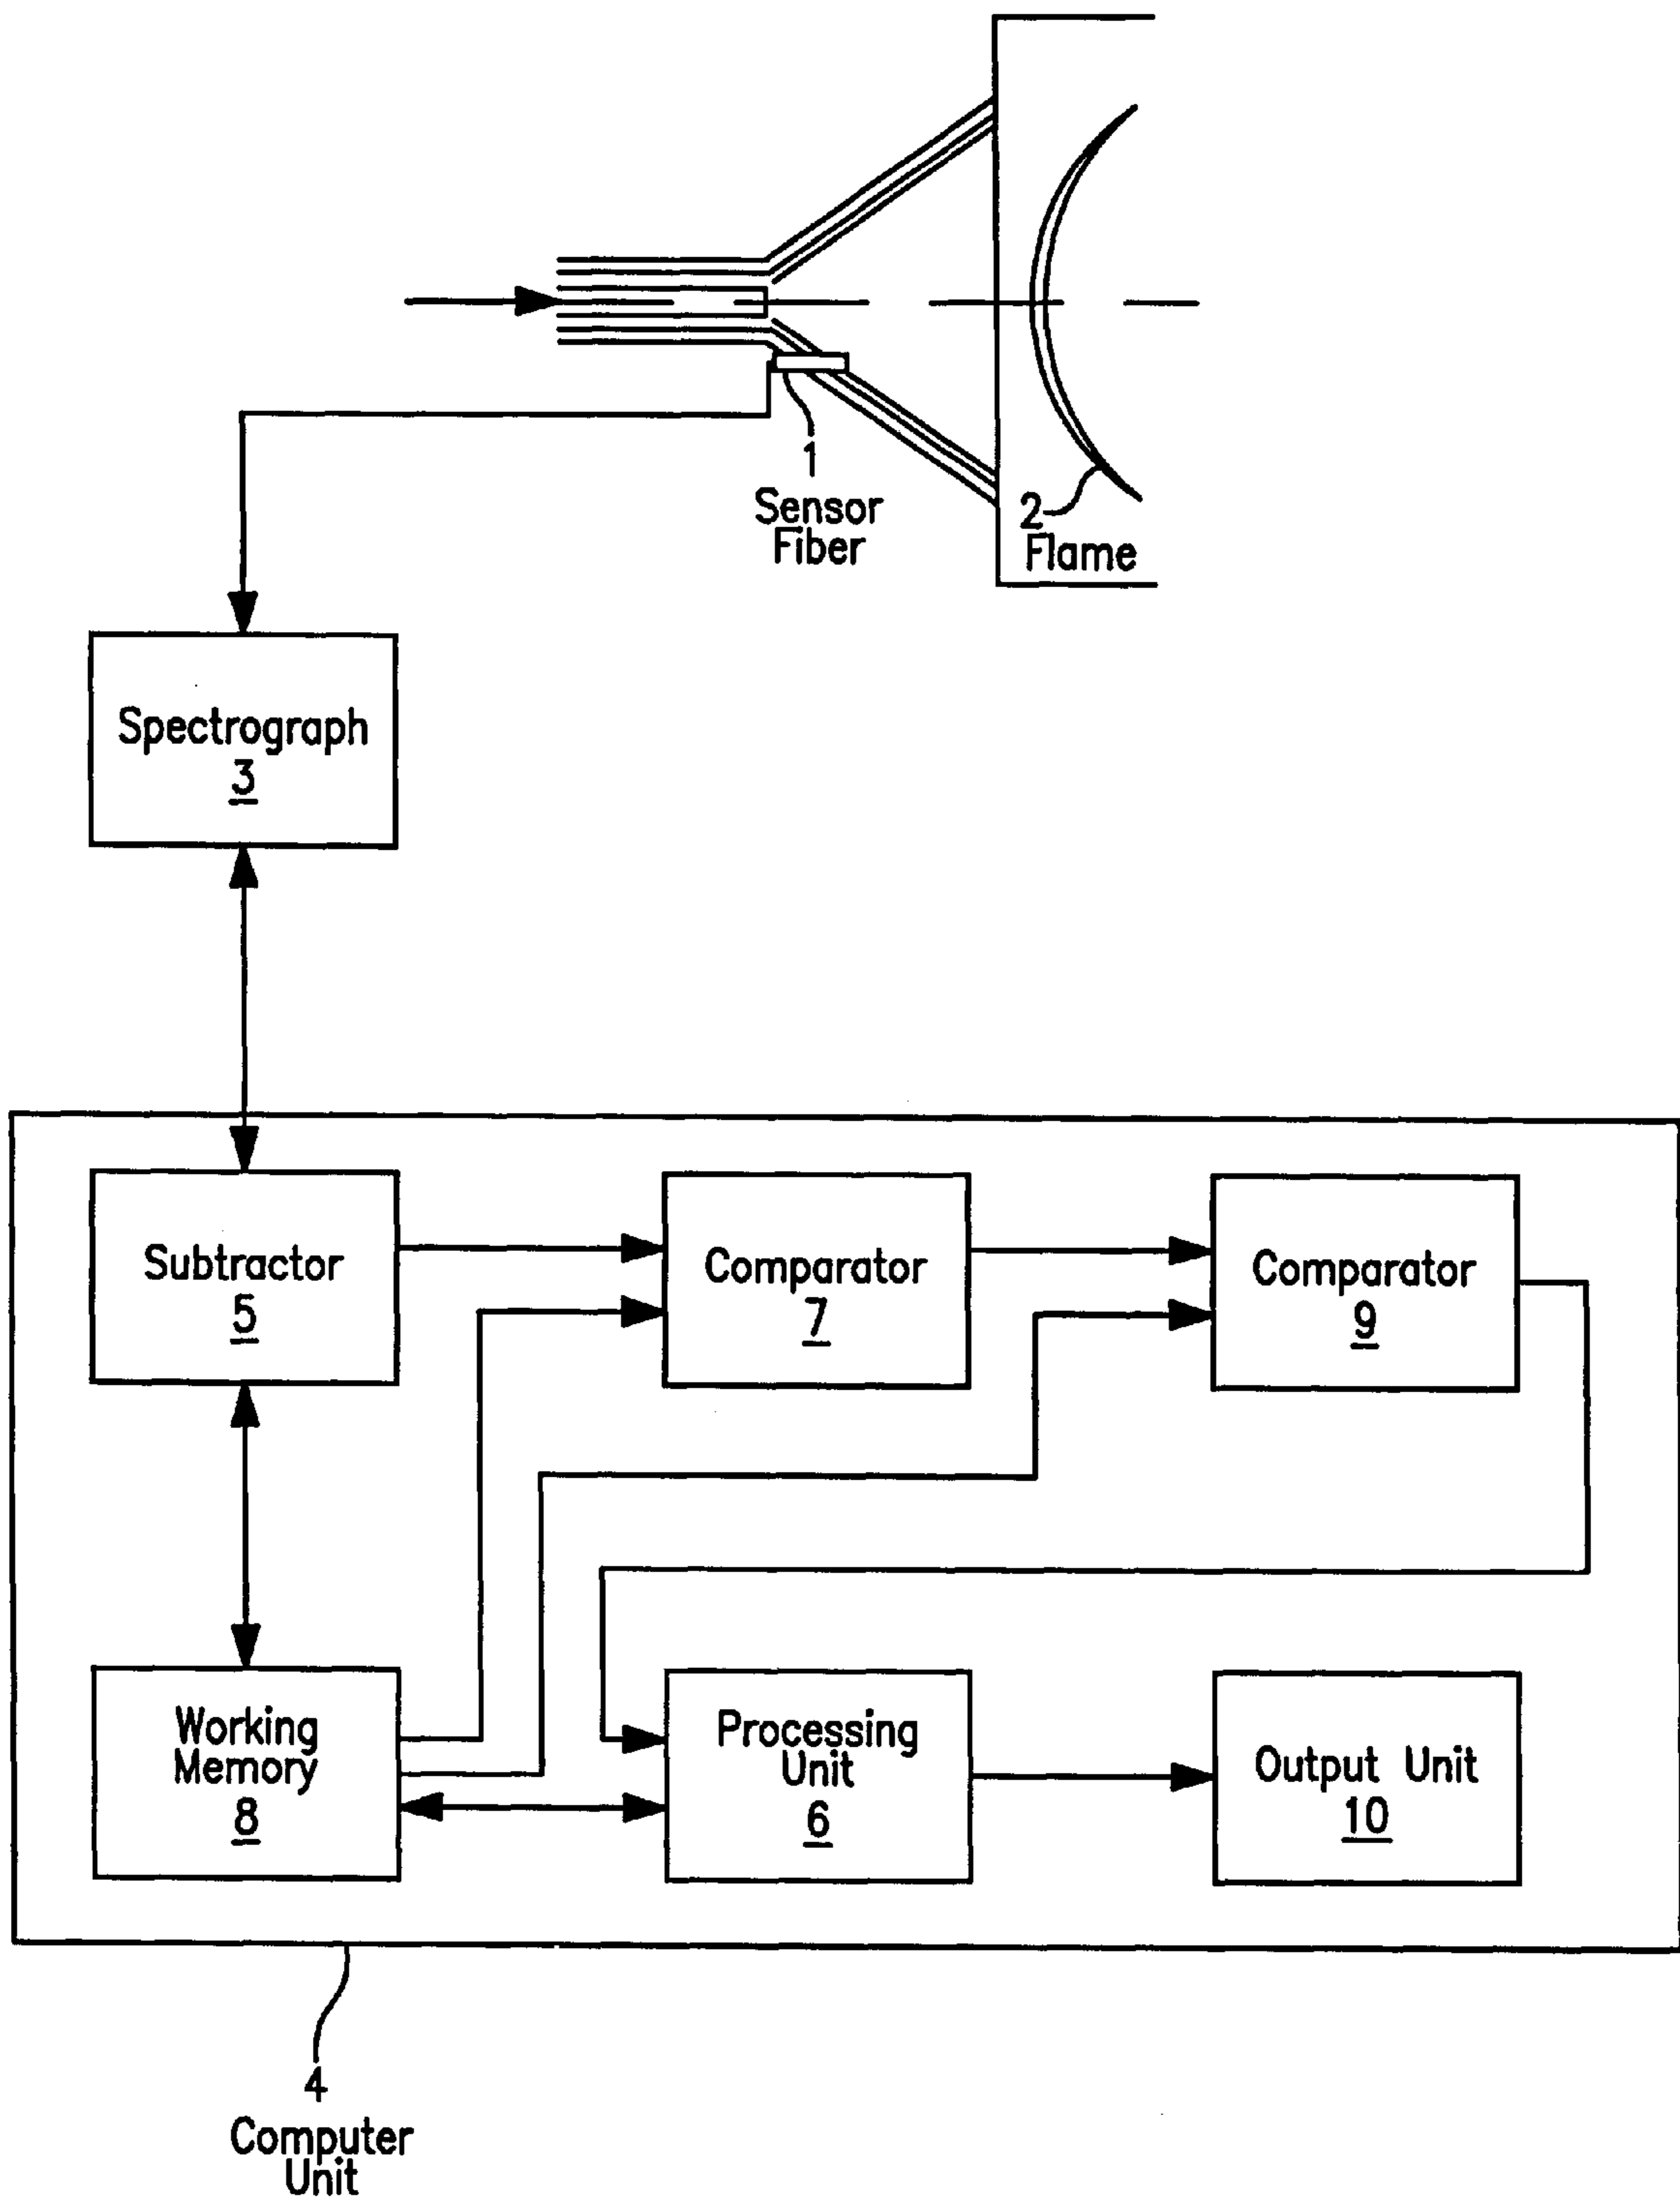 1
Sensor
Fiber
2
Flame
Spectrograph
3
Subtractor
5
Comparator
7
Comparator
9
Working
Memory
8
Processing
Unit
6
Output Unit
10
4
Computer
Unit